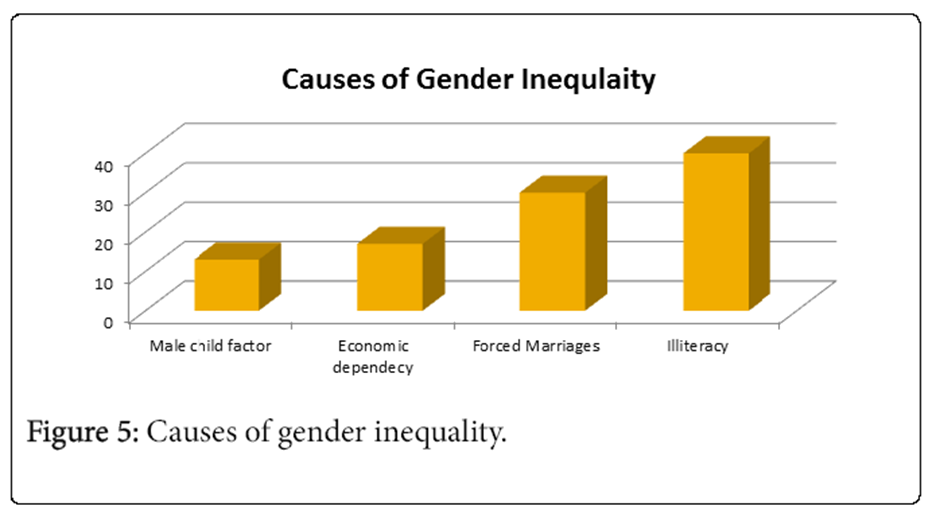 Causes of Gender Inequlaity
40
30
20
10
0
Male child factor
Economic
dependecy
Forced Marriages
Illiteracy
Figure 5: Causes of gender inequality.